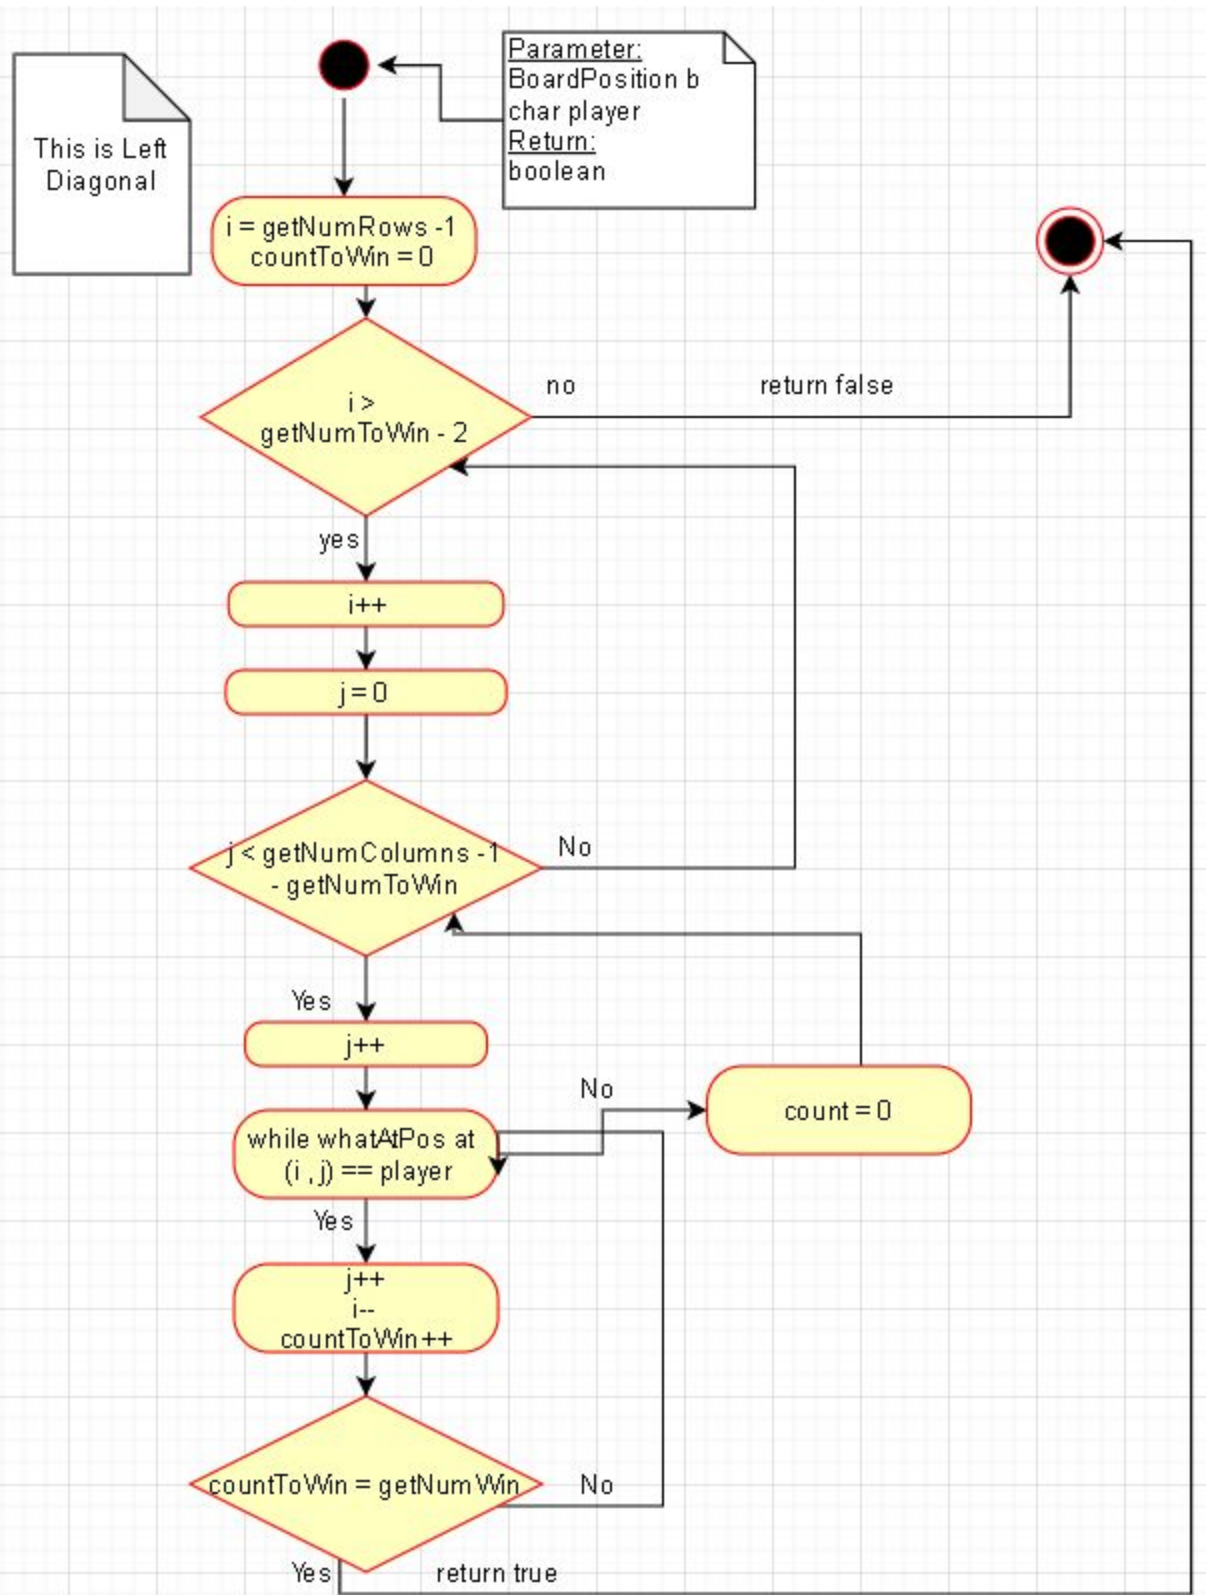 Parameter:
BoardPosition b
char player
Return:
boolean
This is Left
Diagonal
i = getNumRows -1
countToWin = 0
i >
getNumToWin - 2
no
return false
yes
i++
j = 0
j < getNumColumns -1
- getNumToWin
No
Yes
j++
No
count = 0
while whatAtPos at
(i , j) == player
Yes
j++
i--
countToWin++
countToWin = getNumWin
No
Yes
return true